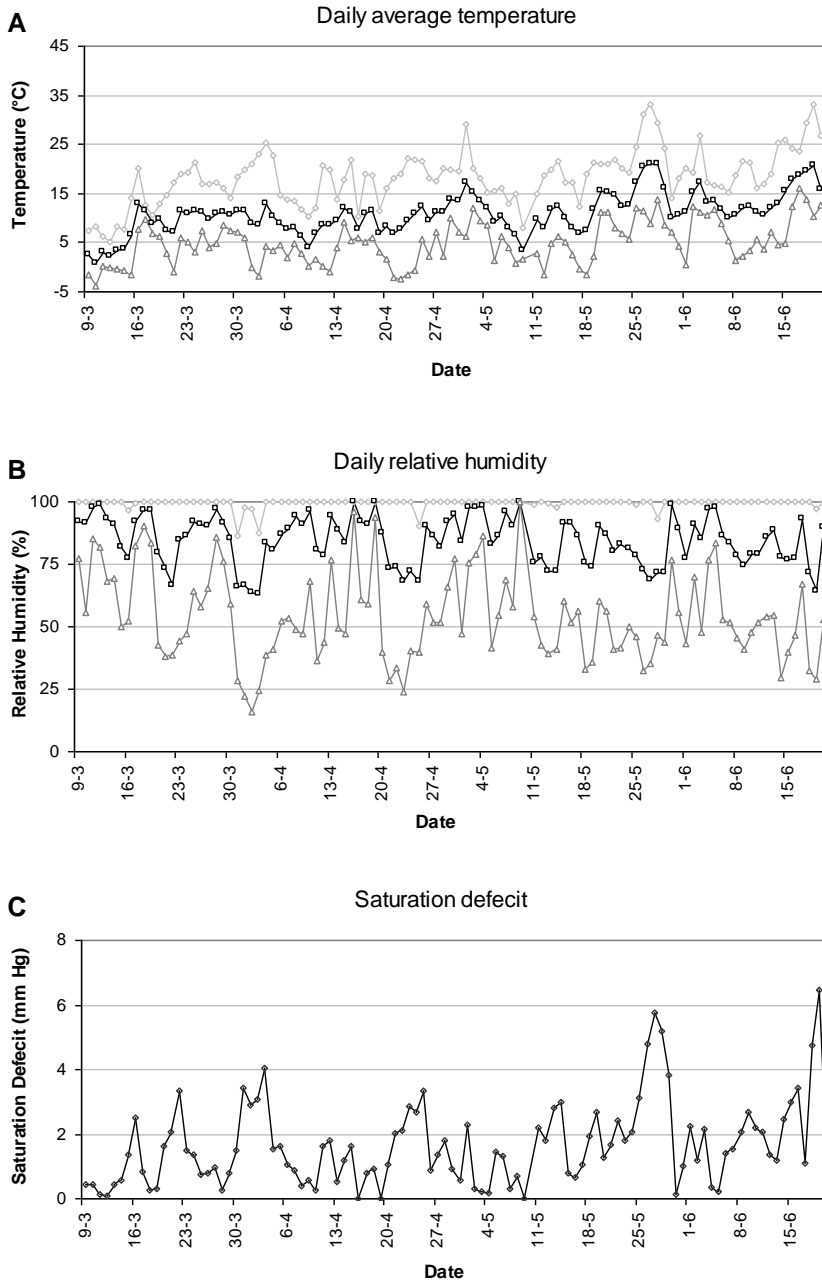 A
Daily average temperature
Temperature (°C)
45
35
25
15
5
-5
9-3 16-3 23-3 30-3 6-4 13-4 20-4 27-4 4-5 11-5 18-5 25-5 1-6 8-6 15-6
Date
B
Daily relative humidity
Relative Humidity (%)
100
75
50
25
0
9-3 16-3 23-3 30-3 6-4 13-4 20-4 27-4 4-5 11-5 18-5 25-5 1-6 8-6 15-6
Date
C
Saturation defecit
Saturation Defecit (mm Hg)
8
6
4
2
0
9-3 16-3 23-3 30-3 6-4 13-4 20-4 27-4 4-5 11-5 18-5 25-5 1-6 8-6 15-6
Date